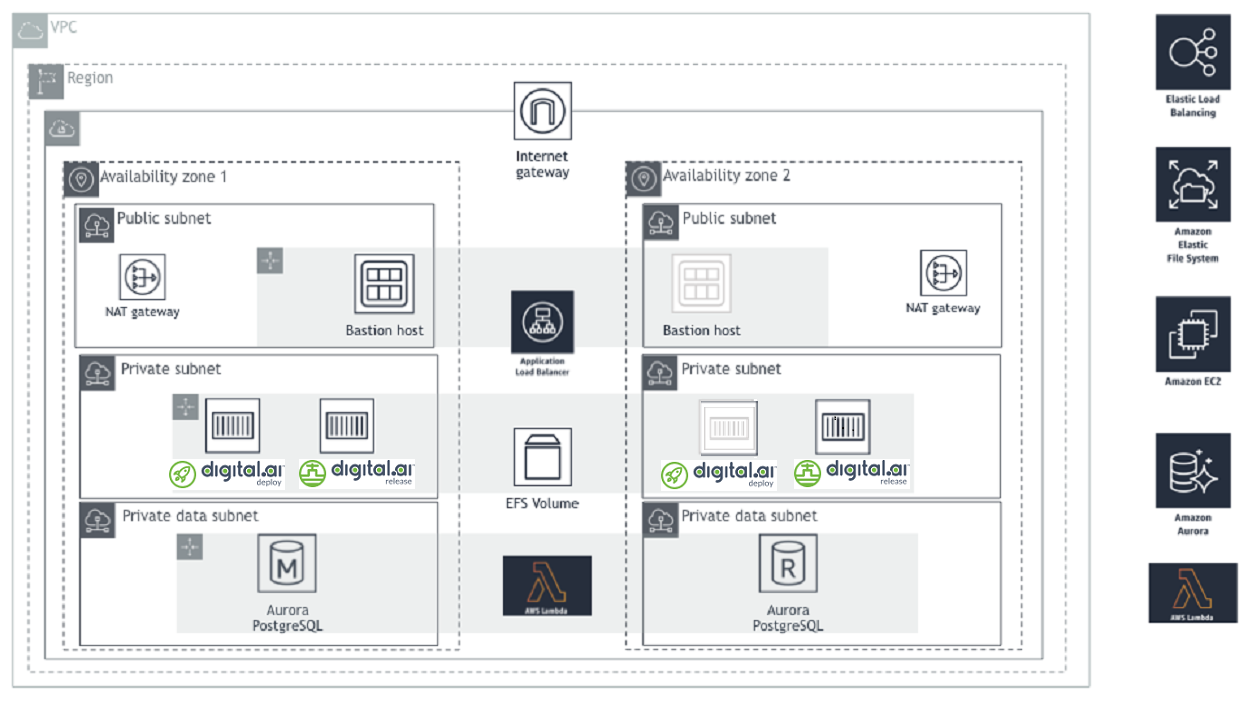 VPC
Region
Internet
gateway
Availability zone 1
Public subnet
NAT gateway
Bastion host
Private subnet
digital.ai
deploy
digital.ai
release
Private data subnet
M
Aurora
PostgreSQL
Application
Load Balancer
EFS Volume
AWS Lambda
Availability zone 2
Public subnet
Bastion host
NAT gateway
Private subnet
digital.ai
deploy
digital.ai
release
Private data subnet
R
Aurora
PostgreSQL
Elastic Load
Balancing
Amazon
Elastic
File System
Amazon EC2
Amazon
Aurora
AWS Lambda